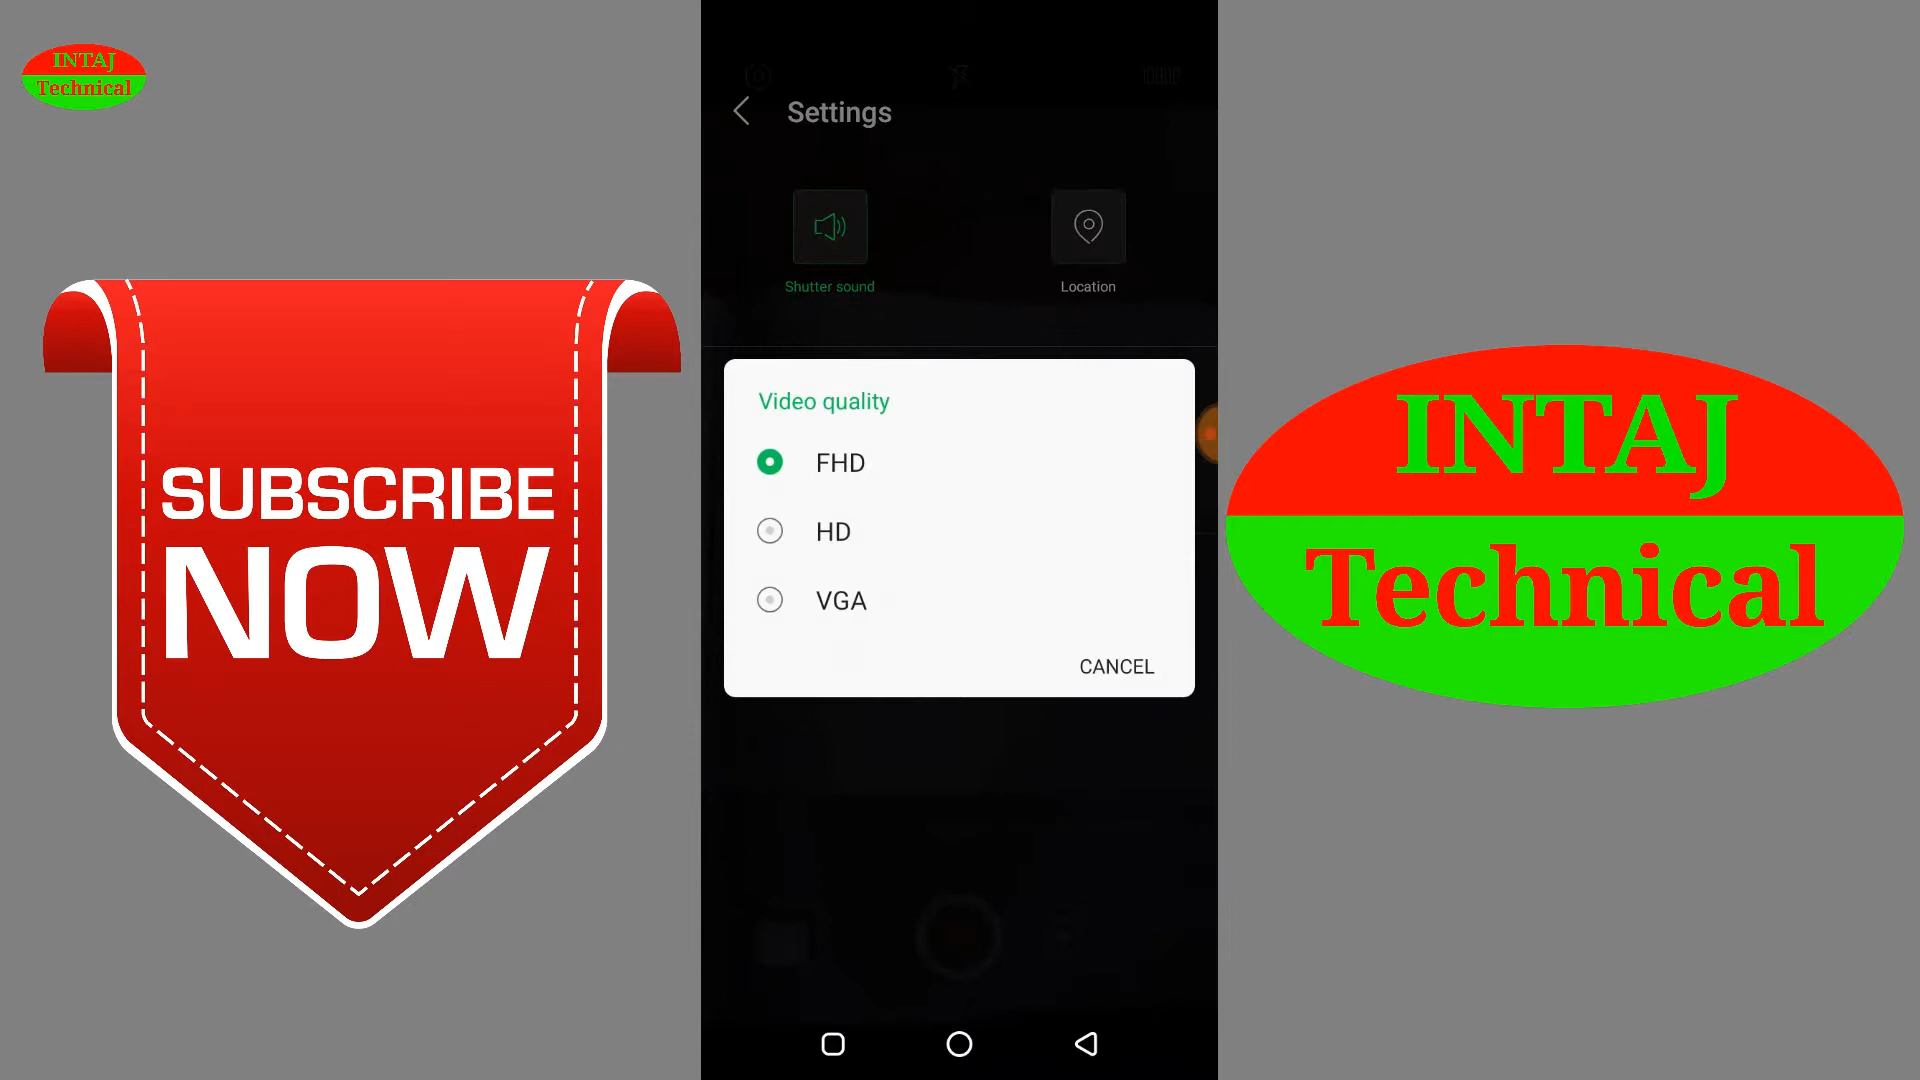 INTAJ
Technical
Settings
Shutter sound
Location
Video quality
FHD
HD
VGA
CANCEL
SUBSCRIBE
NOW
INTAJ
Technical